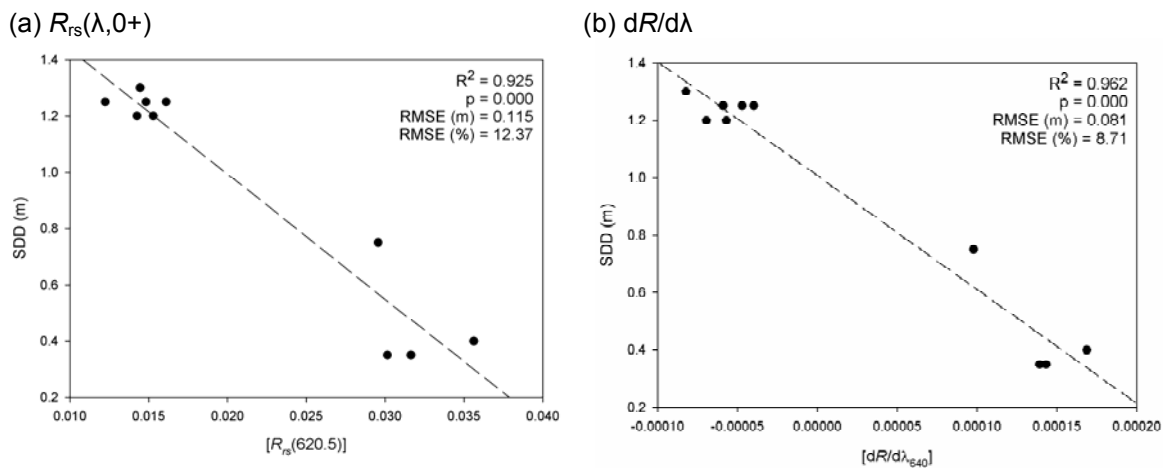 (a) Rrs(λ,0+)
1.4
1.2
1.0
0.8
0.6
0.4
0.2
SDD (m)
R² = 0.925
p = 0.000
RMSE (m) = 0.115
RMSE (%) = 12.37
0.010 0.015 0.020 0.025 0.030 0.035 0.040
[Rrs(620.5)]
(b) dR/dλ
1.4
1.2
1.0
0.8
0.6
0.4
0.2
SDD (m)
R² = 0.962
p = 0.000
RMSE (m) = 0.081
RMSE (%) = 8.71
-0.00010 -0.00005 0.00000 0.00005 0.00010 0.00015 0.00020
[dR/dλ640]